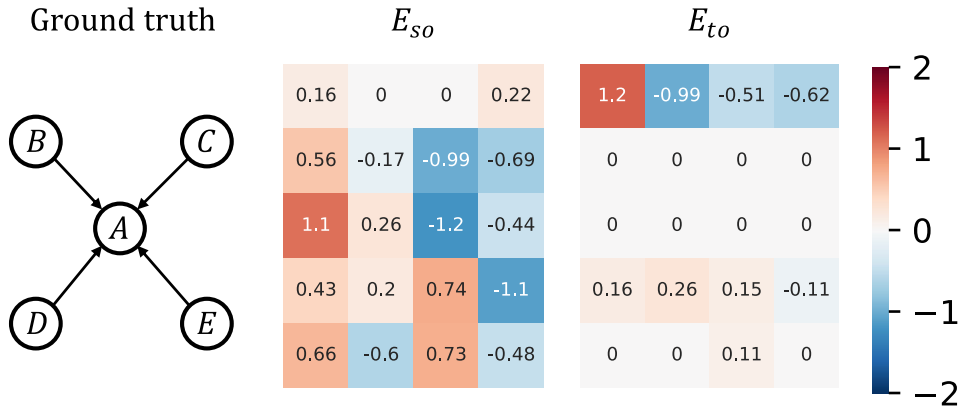 Ground truth
E_so
E_to
B
C
A
D
E
0.16 0 0 0.22
0.56 -0.17 -0.99 -0.69
1.1 0.26 -1.2 -0.44
0.43 0.2 0.74 -1.1
0.66 -0.6 0.73 -0.48
1.2 -0.99 -0.51 -0.62
0 0 0 0
0 0 0 0
0.16 0.26 0.15 -0.11
0 0 0.11 0
2
1
0
−1
−2